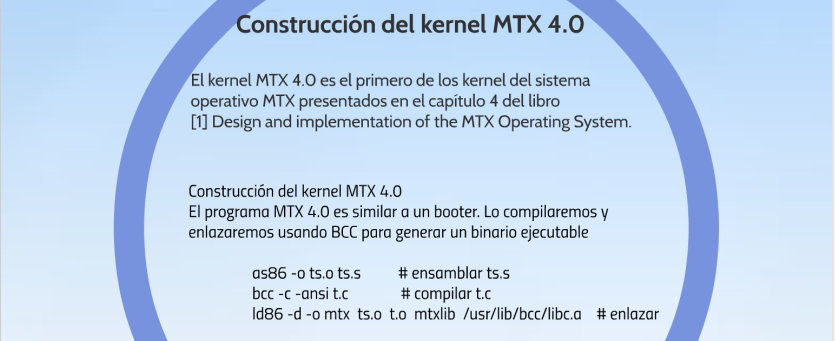 Construcción del kernel MTX 4.0
El kernel MTX 4.0 es el primero de los kernel del sistema
operativo MTX presentados en el capítulo 4 del libro
[1] Design and implementation of the MTX Operating System.
Construcción del kernel MTX 4.0
El programa MTX 4.0 es similar a un booter. Lo compilaremos y
enlazaremos usando BCC para generar un binario ejecutable
as86 -o ts.o ts.s # ensamblar ts.s
bcc -c -ansi t.c # compilar t.c
ld86 -d -o mtx ts.o t.o mtxlib /usr/lib/bcc/libc.a # enlazar